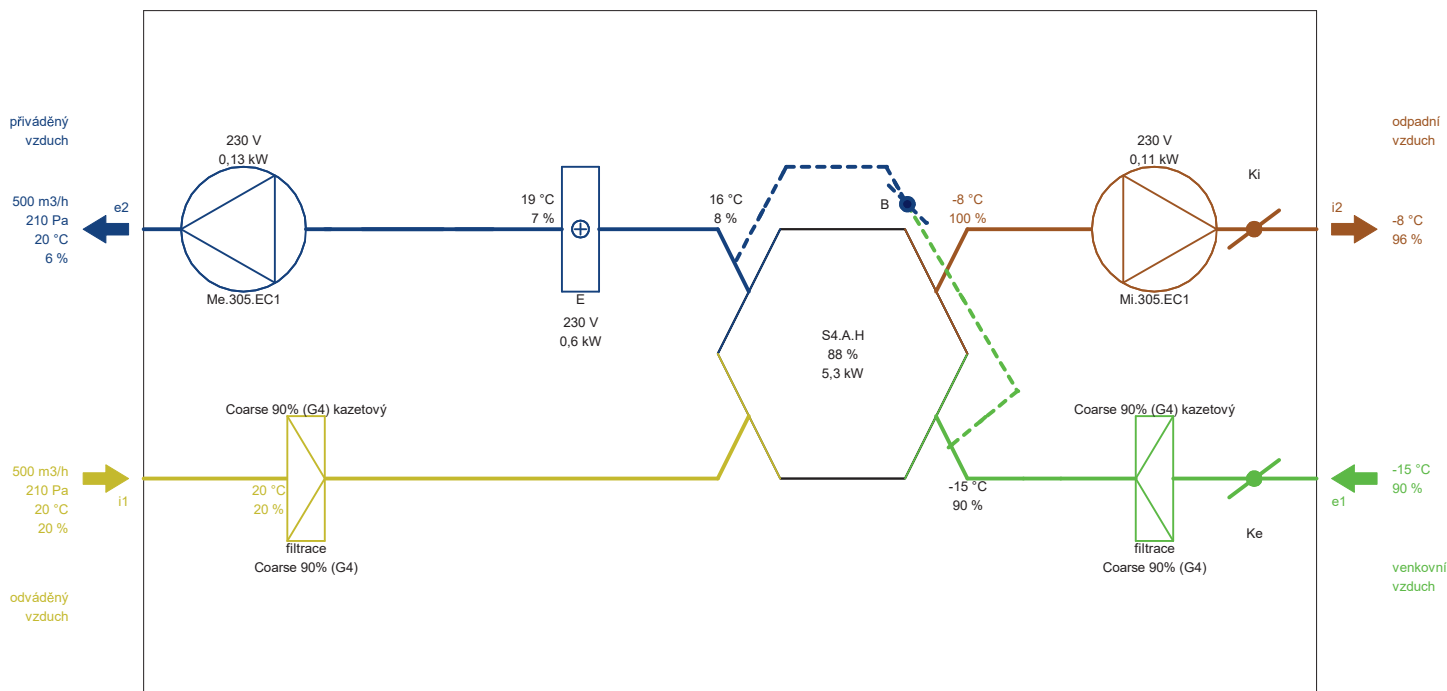 přiváděný
vzduch
500 m3/h
210 Pa
20 °C
6 %
e2
230 V
0,13 kW
Me.305.EC1
19 °C
7 %
E
230 V
0,6 kW
16 °C
8 %
B
-8 °C
100 %
230 V
0,11 kW
Mi.305.EC1
Ki
i2
odpadní
vzduch
-8 °C
96 %
S4.A.H
88 %
5,3 kW
500 m3/h
210 Pa
20 °C
20 %
i1
odváděný
vzduch
Coarse 90% (G4) kazetový
20 °C
20 %
filtrace
Coarse 90% (G4)
-15 °C
90 %
Coarse 90% (G4) kazetový
filtrace
Coarse 90% (G4)
Ke
e1
-15 °C
90 %
venkovní
vzduch